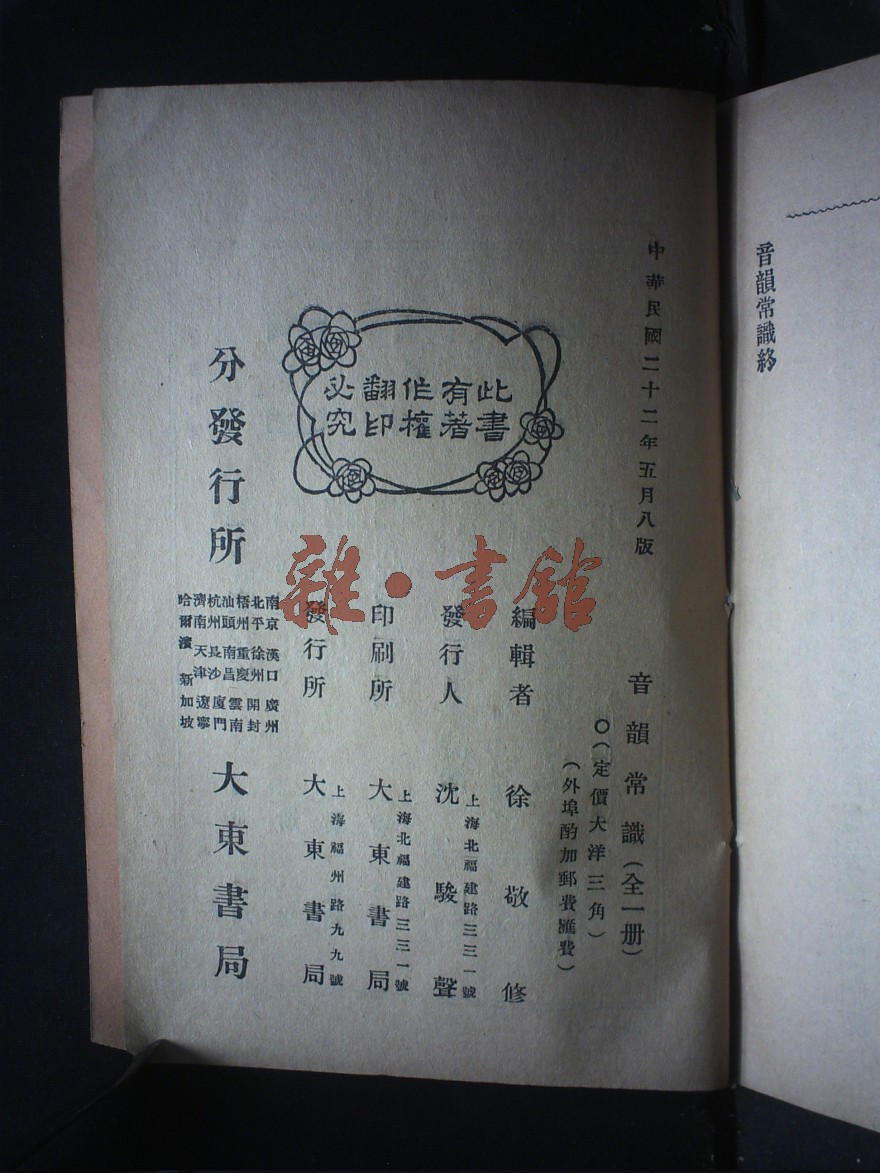 音韻常識終
中華民國二十二年五月八版
音韻常識(全一册)
○(定價大洋三角)
(外埠酌加郵費滙費)
此書
有著
作權
翻印
必究
編輯者 徐敬修
發行人 沈駿聲
上海北福建路三三一號
印刷所 大東書局
上海北福建路三三一號
發行所 大東書局
上海福州路九九號
分發行所 大東書局
南京 漢口 廣州
北平 徐州 開封
梧州 重慶 雲南
汕頭 南昌 廈門
杭州 長沙 遼寧
濟南 天津
哈爾濱 新加坡
雜·書館